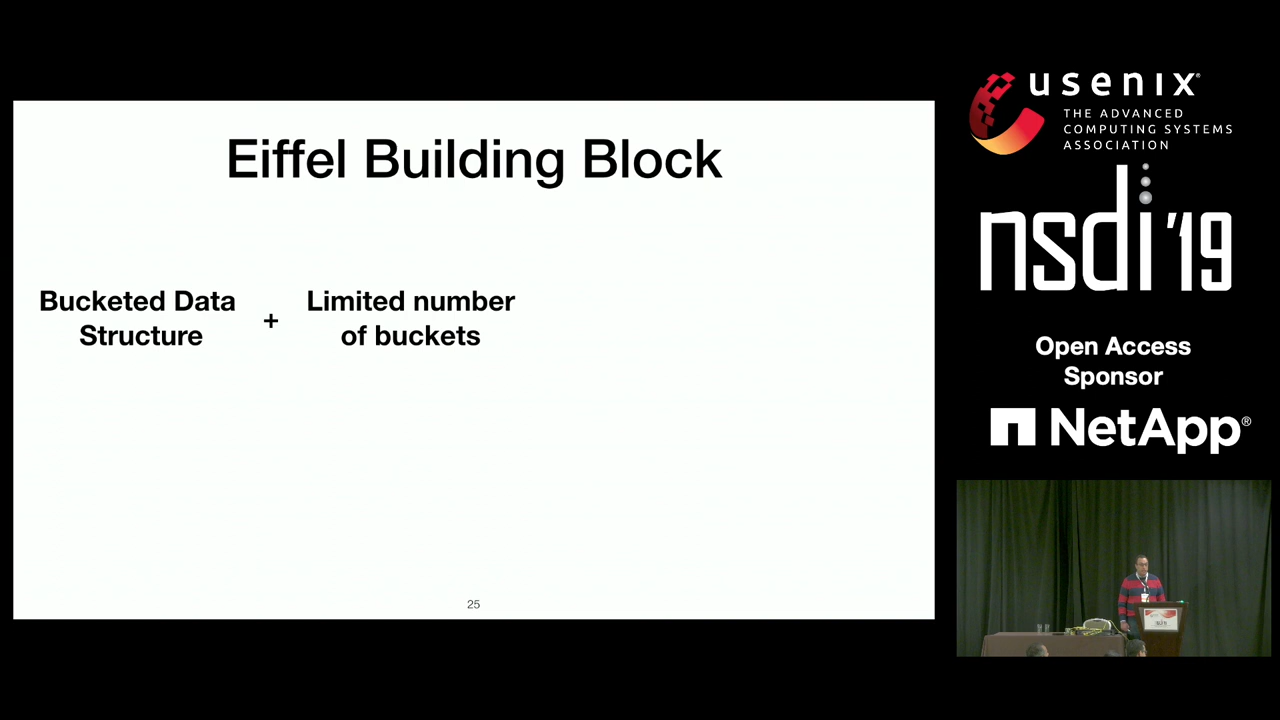 Eiffel Building Block
Bucketed Data
Structure
+
Limited number
of buckets
25
usenix®
THE ADVANCED
COMPUTING SYSTEMS
ASSOCIATION
nsdi '19
Open Access
Sponsor
NetApp®